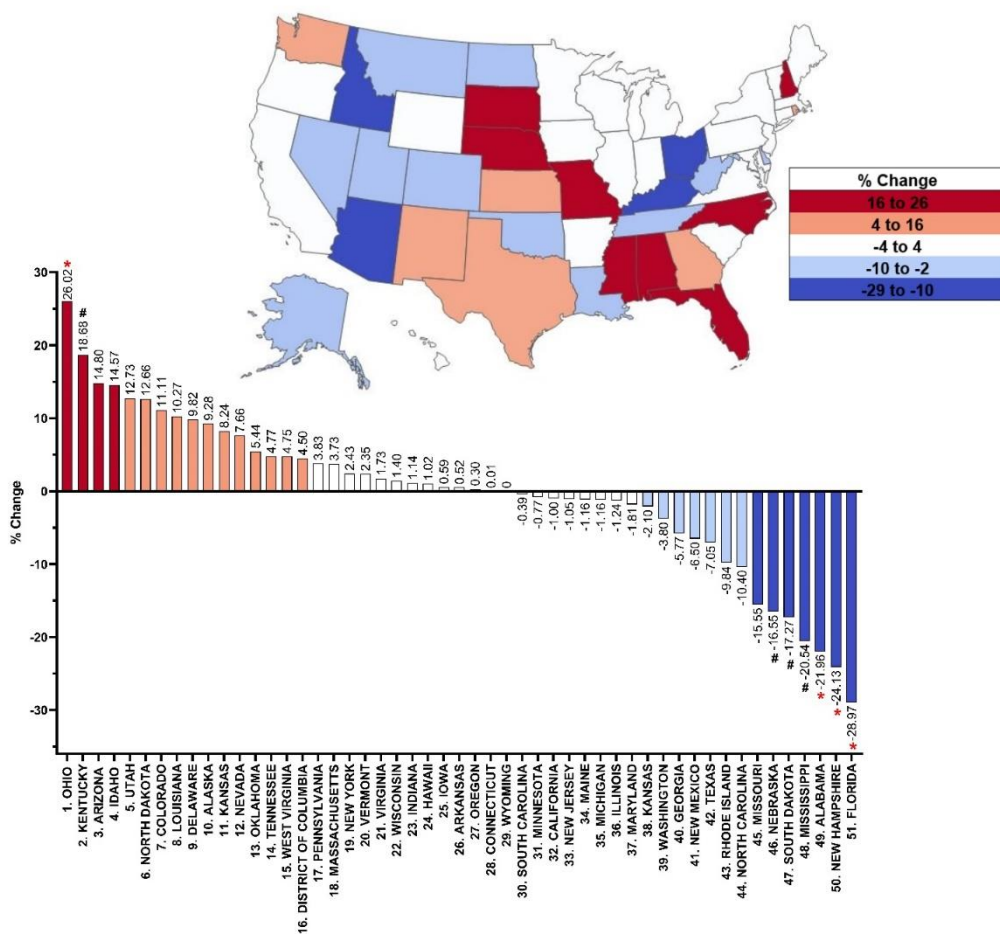 % Change
16 to 26
4 to 16
-4 to 4
-10 to -2
-29 to -10
% Change
30
20
10
0
-10
-20
-30
26.02 *
18.68 #
14.80
14.57
12.73
12.66
11.11
10.27
9.82
9.28
8.24
7.66
5.44
4.77
4.75
4.50
3.83
3.73
2.43
2.35
1.73
1.40
1.14
1.02
0.59
0.52
0.30
0.01
0
-0.39
-0.77
-1.00
-1.05
-1.16
-1.16
-1.24
-1.81
-2.10
-3.80
-5.77
-6.50
-7.05
-9.84
-10.40
-15.55
# -16.55
# -17.27
# -20.54
* -21.96
* -24.13
* -28.97
1. OHIO
2. KENTUCKY
3. ARIZONA
4. IDAHO
5. UTAH
6. NORTH DAKOTA
7. COLORADO
8. LOUISIANA
9. DELAWARE
10. ALASKA
11. KANSAS
12. NEVADA
13. OKLAHOMA
14. TENNESSEE
15. WEST VIRGINIA
16. DISTRICT OF COLUMBIA
17. PENNSYLVANIA
18. MASSACHUSETTS
19. NEW YORK
20. VERMONT
21. VIRGINIA
22. WISCONSIN
23. INDIANA
24. HAWAII
25. IOWA
26. ARKANSAS
27. OREGON
28. CONNECTICUT
29. WYOMING
30. SOUTH CAROLINA
31. MINNESOTA
32. CALIFORNIA
33. NEW JERSEY
34. MAINE
35. MICHIGAN
36. ILLINOIS
37. MARYLAND
38. KANSAS
39. WASHINGTON
40. GEORGIA
41. NEW MEXICO
42. TEXAS
43. RHODE ISLAND
44. NORTH CAROLINA
45. MISSOURI
46. NEBRASKA
47. SOUTH DAKOTA
48. MISSISSIPPI
49. ALABAMA
50. NEW HAMPSHIRE
51. FLORIDA